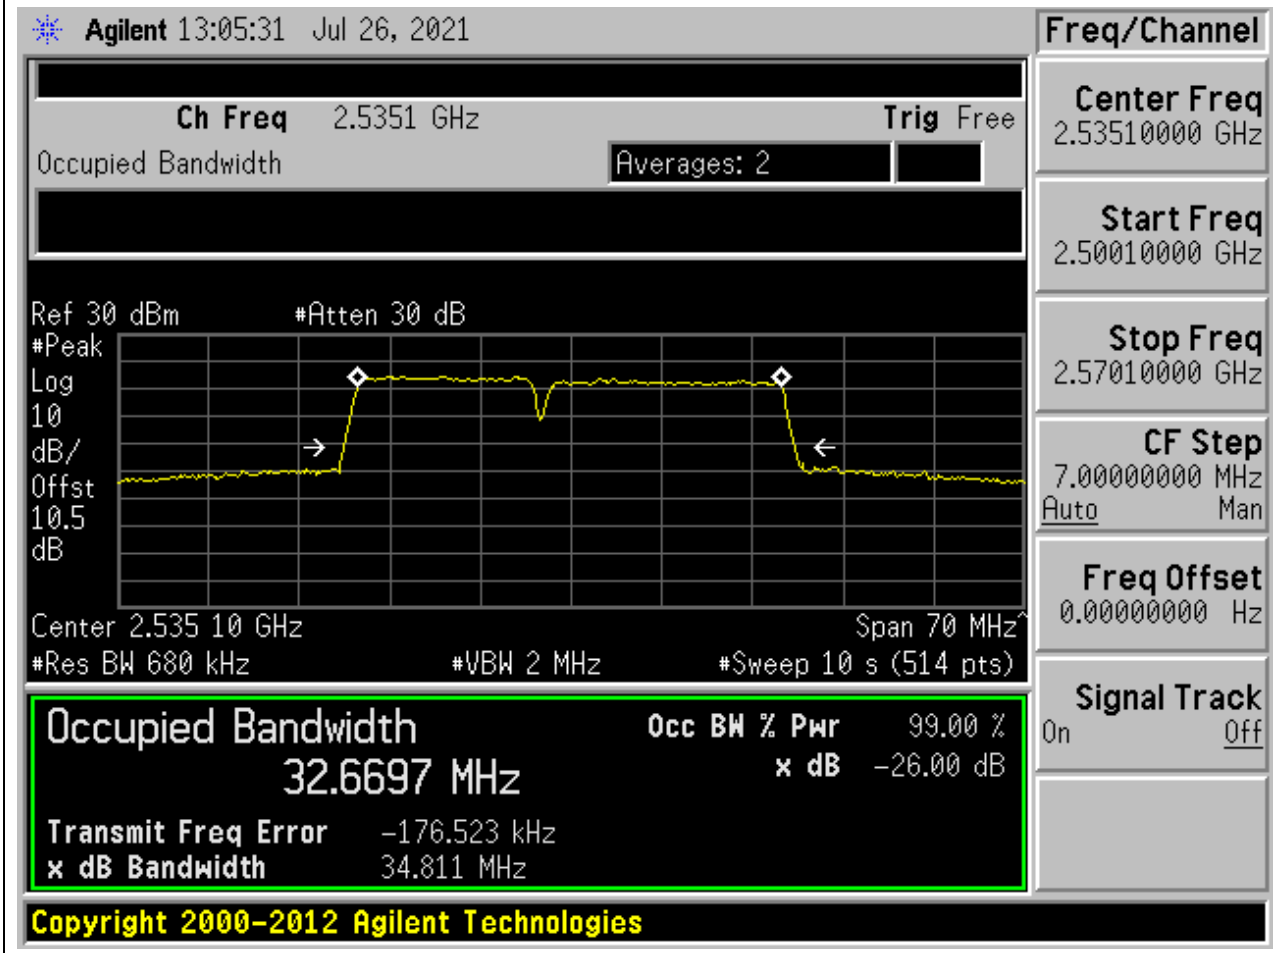 Agilent 13:05:31 Jul 26, 2021
Freq/Channel
Ch Freq 2.5351 GHz Trig Free
Occupied Bandwidth Averages: 2
Center Freq
2.53510000 GHz
Start Freq
2.50010000 GHz
Stop Freq
2.57010000 GHz
CF Step
7.00000000 MHz
Auto Man
Freq Offset
0.00000000 Hz
Signal Track
On Off
Ref 30 dBm #Atten 30 dB
#Peak
Log
10
dB/
Offst
10.5
dB
Center 2.535 10 GHz Span 70 MHz^
#Res BW 680 kHz #VBW 2 MHz #Sweep 10 s (514 pts)
Occupied Bandwidth Occ BW % Pwr 99.00 %
32.6697 MHz x dB -26.00 dB
Transmit Freq Error -176.523 kHz
x dB Bandwidth 34.811 MHz
Copyright 2000-2012 Agilent Technologies